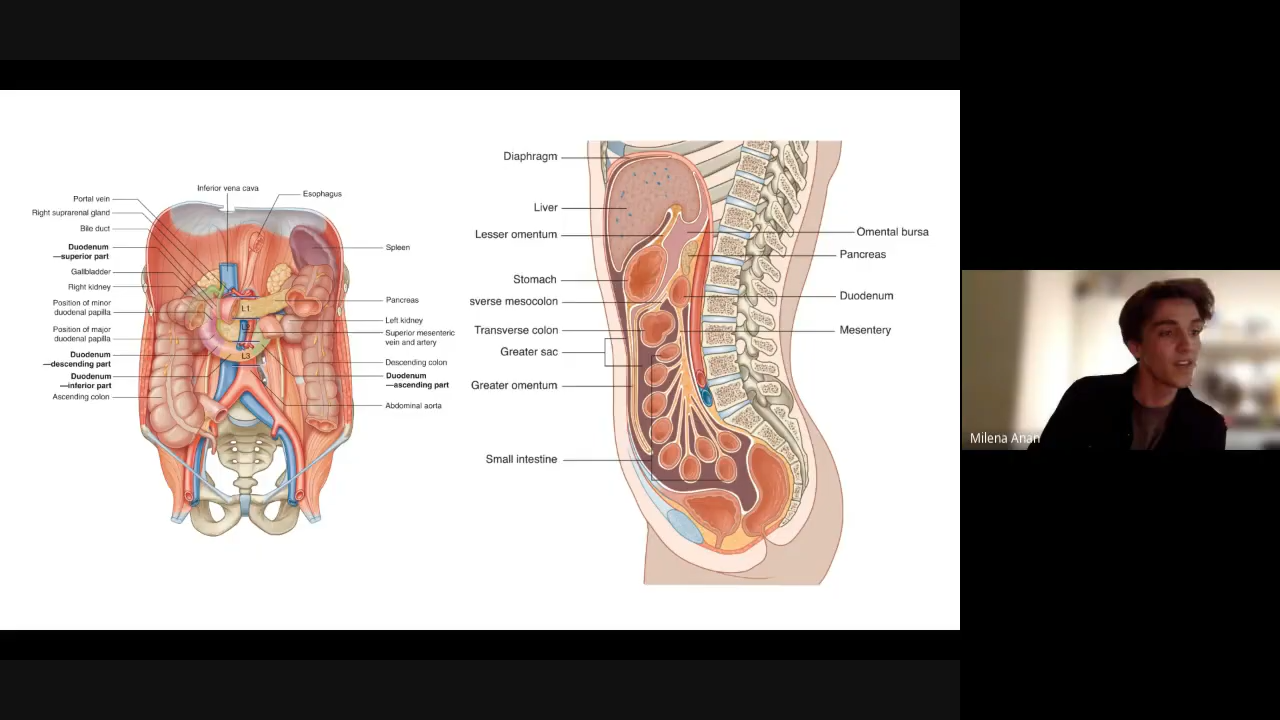 Inferior vena cava
Esophagus
Portal vein
Right suprarenal gland
Bile duct
Duodenum
—superior part
Gallbladder
Right kidney
Position of minor
duodenal papilla
Position of major
duodenal papilla
Duodenum
—descending part
Duodenum
—inferior part
Ascending colon
L1
L2
L3
Spleen
Pancreas
Left kidney
Superior mesenteric
vein and artery
Descending colon
Duodenum
—ascending part
Abdominal aorta
Diaphragm
Liver
Lesser omentum
Stomach
sverse mesocolon
Transverse colon
Greater sac
Greater omentum
Small intestine
Omental bursa
Pancreas
Duodenum
Mesentery
Milena Anan